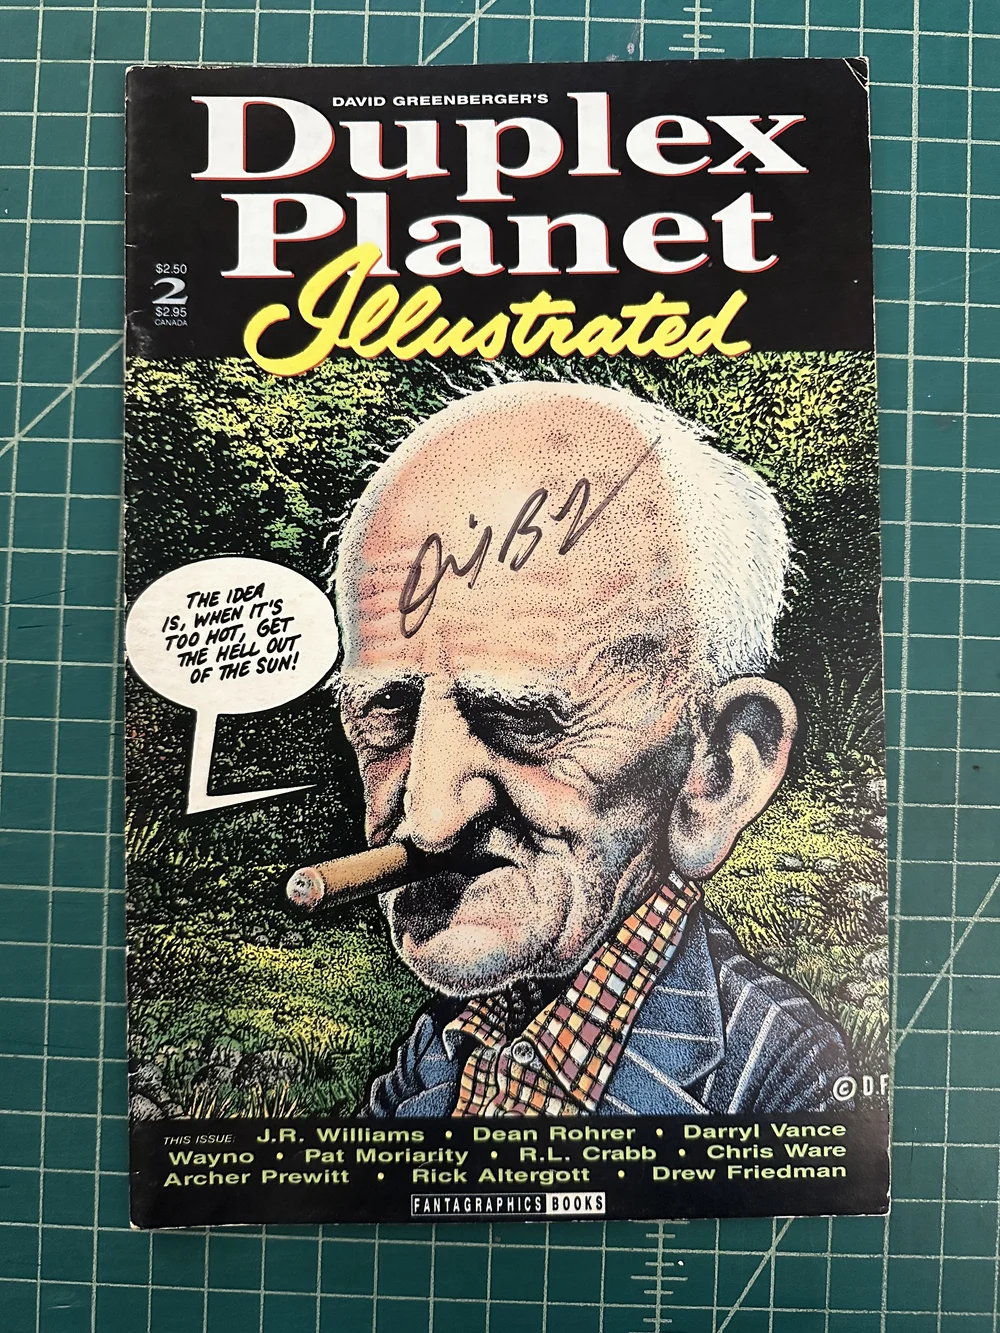 DAVID GREENBERGER'S
Duplex
Planet
Illustrated
$2.50
2
$2.95
CANADA
THE IDEA
IS, WHEN IT'S
TOO HOT, GET
THE HELL OUT
OF THE SUN!
© D.F
THIS ISSUE: J.R. Williams • Dean Rohrer • Darryl Vance
Wayno • Pat Moriarity • R.L. Crabb • Chris Ware
Archer Prewitt • Rick Altergott • Drew Friedman
FANTAGRAPHICS BOOKS